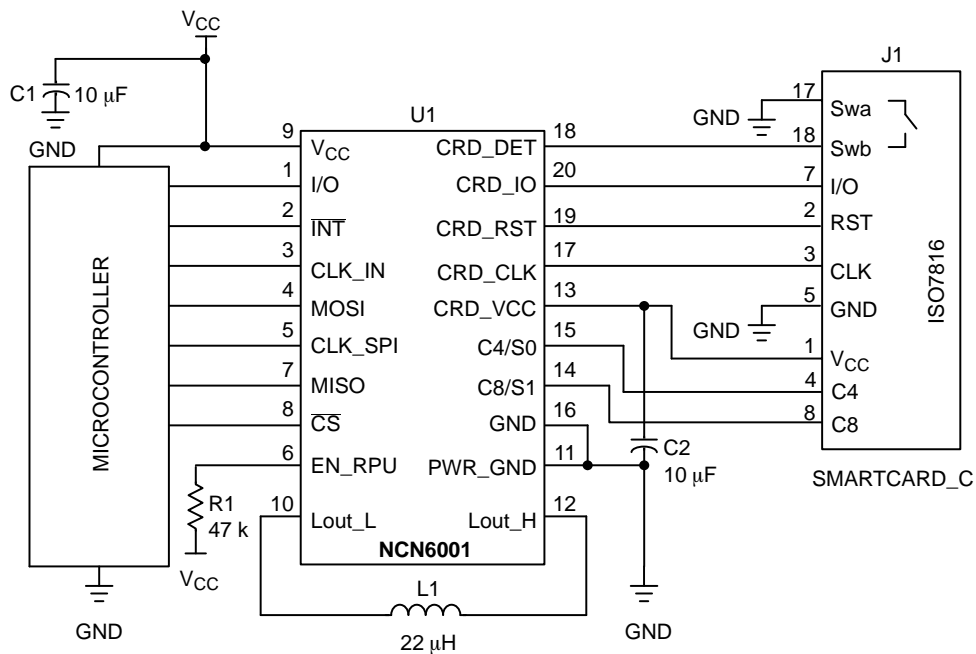 V_CC
J1
C1 10 μF
17
Swa
GND
U1
GND
9
V_CC
CRD_DET
18
18
Swb
1
I/O
CRD_IO
20
7
I/O
2
INT
CRD_RST
19
2
RST
3
CLK_IN
CRD_CLK
17
3
CLK
4
MOSI
CRD_VCC
13
5
GND
GND
5
CLK_SPI
C4/S0
15
1
V_CC
7
MISO
C8/S1
14
4
C4
8
CS
GND
16
8
C8
6
EN_RPU
PWR_GND
11
C2
10 μF
MICROCONTROLLER
ISO7816
SMARTCARD_C
R1
47 k
10
Lout_L
Lout_H
12
NCN6001
V_CC
L1
GND
22 μH
GND